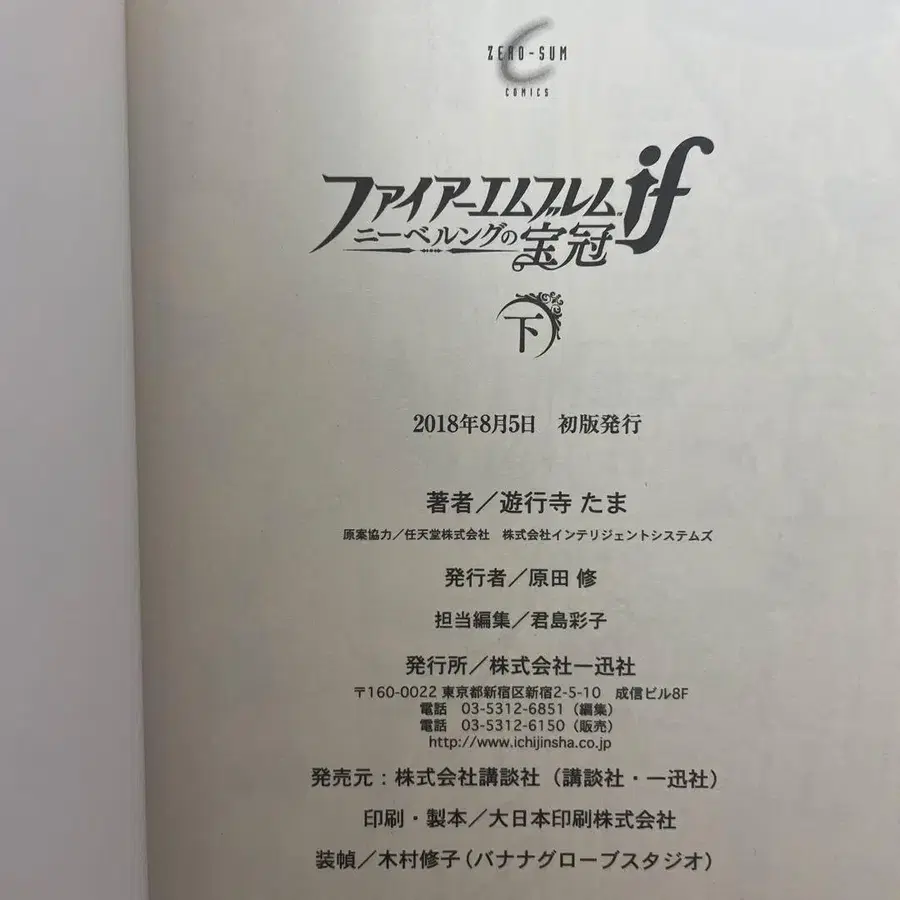 ZERO-SUM
C
COMICS
ファイアーエムブレムif
ニーベルングの宝冠
下
2018年8月5日　初版発行
著者／遊行寺 たま
原案協力／任天堂株式会社　株式会社インテリジェントシステムズ
発行者／原田 修
担当編集／君島彩子
発行所／株式会社一迅社
〒160-0022 東京都新宿区新宿2-5-10　成信ビル8F
電話　03-5312-6851（編集）
電話　03-5312-6150（販売）
http://www.ichijinsha.co.jp
発売元：株式会社講談社（講談社・一迅社）
印刷・製本／大日本印刷株式会社
装幀／木村修子（バナナグローブスタジオ）